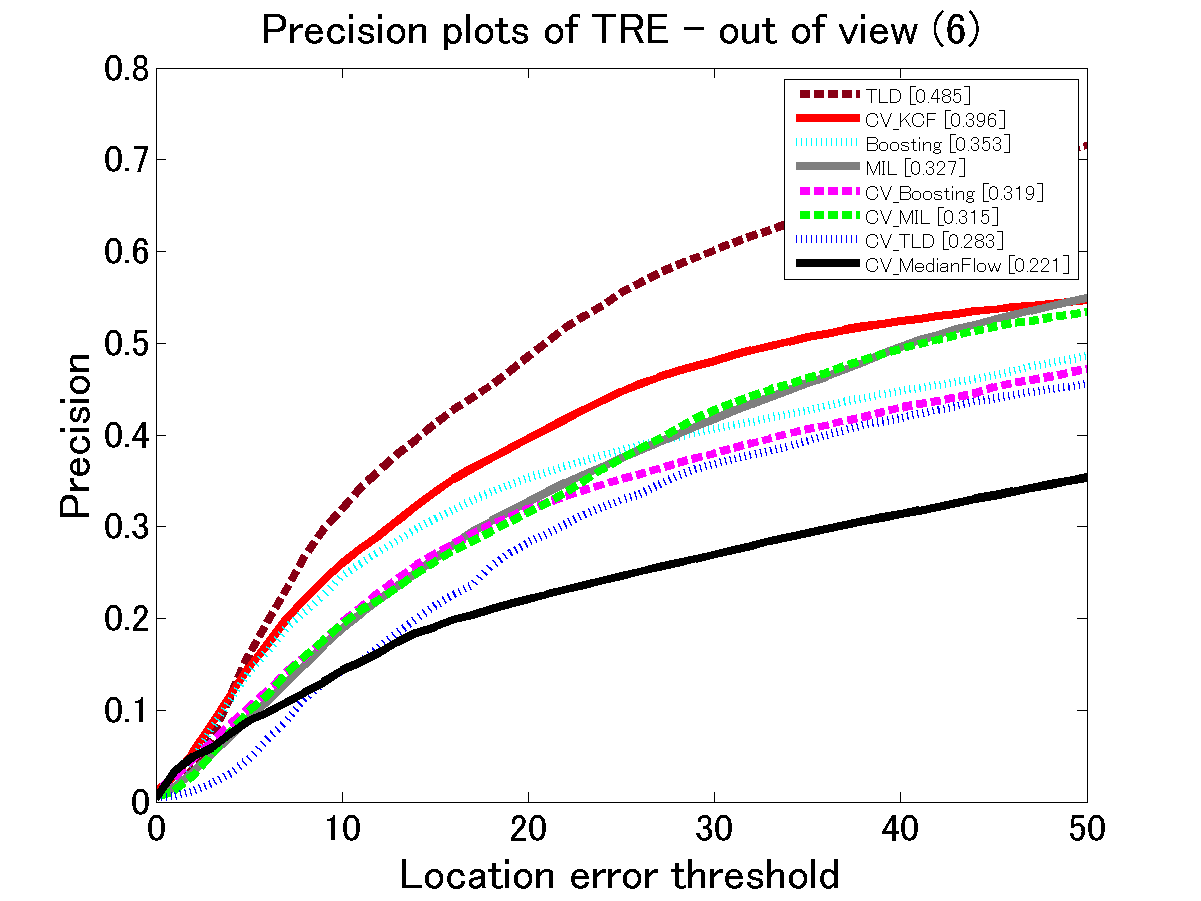 Precision plots of TRE - out of view (6)
0.8
0.7
0.6
0.5
0.4
0.3
0.2
0.1
0
Precision
TLD [0.485]
CV_KCF [0.396]
Boosting [0.353]
MIL [0.327]
CV_Boosting [0.319]
CV_MIL [0.315]
CV_TLD [0.283]
CV_MedianFlow [0.221]
0 10 20 30 40 50
Location error threshold